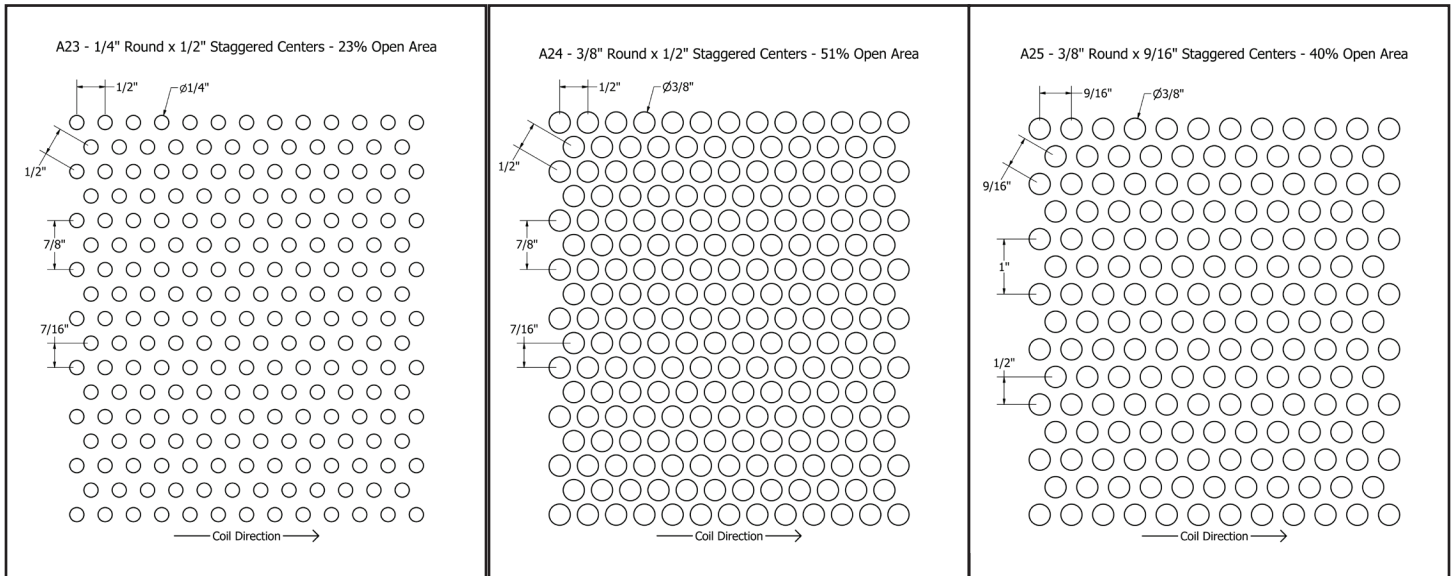 A23 - 1/4" Round x 1/2" Staggered Centers - 23% Open Area
1/2"
Ø1/4"
1/2"
7/8"
7/16"
Coil Direction
A24 - 3/8" Round x 1/2" Staggered Centers - 51% Open Area
1/2"
Ø3/8"
1/2"
7/8"
7/16"
Coil Direction
A25 - 3/8" Round x 9/16" Staggered Centers - 40% Open Area
9/16"
Ø3/8"
9/16"
1"
1/2"
Coil Direction